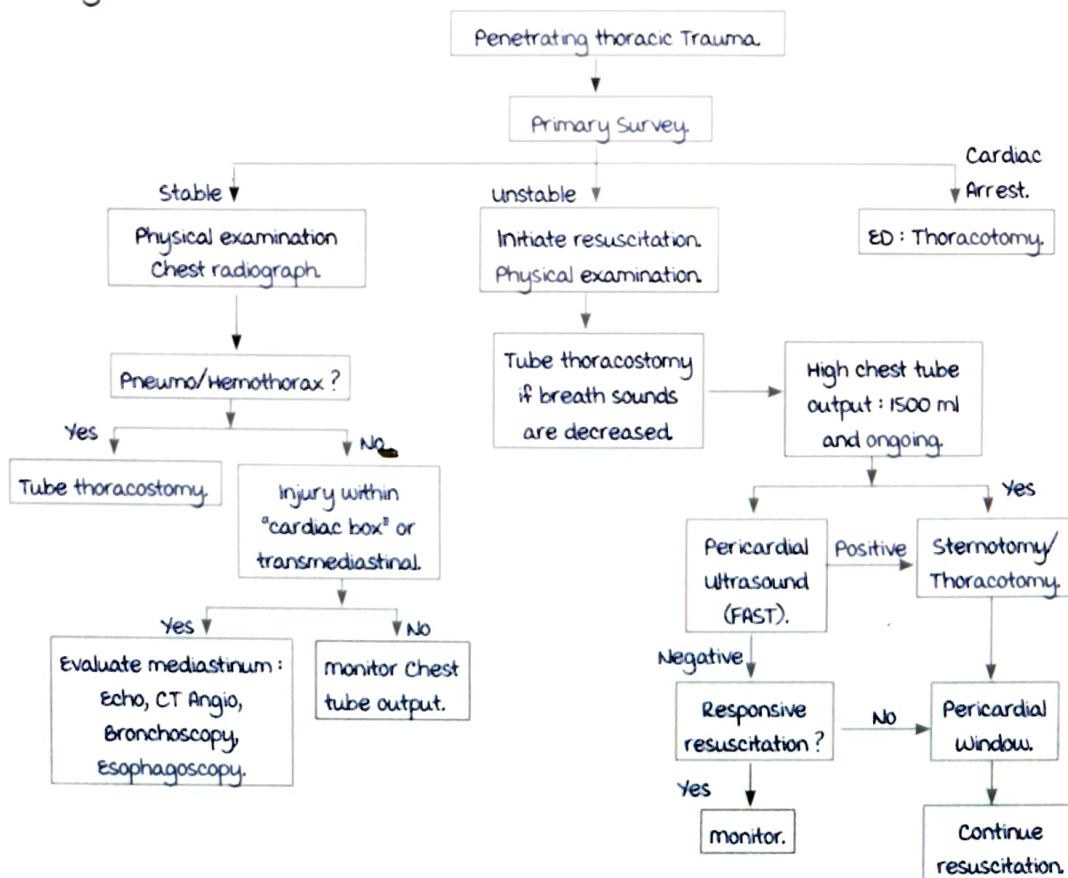 Penetrating thoracic Trauma.
Primary Survey.
Stable
Unstable
Cardiac
Arrest.
Physical examination
Chest radiograph.
Initiate resuscitation.
Physical examination.
ED : Thoracotomy.
Pneumo/Hemothorax ?
Tube thoracostomy
if breath sounds
are decreased.
High chest tube
output : 1500 ml
and ongoing.
Yes
No
Tube thoracostomy.
Injury within
"cardiac box" or
transmediastinal.
Yes
Pericardial
ultrasound
(FAST).
Positive
Sternotomy/
Thoracotomy.
Yes
No
Evaluate mediastinum :
Echo, CT Angio,
Bronchoscopy,
Esophagoscopy.
monitor Chest
tube output.
Negative
Responsive
resuscitation ?
No
Pericardial
Window.
Yes
monitor.
Continue
resuscitation.